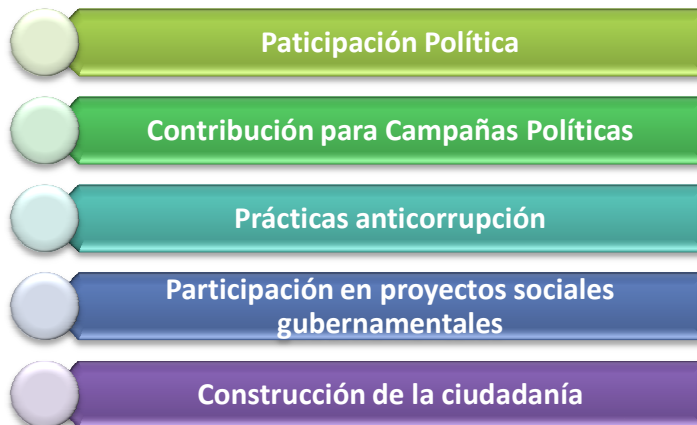 Paticipación Política
Contribución para Campañas Políticas
Prácticas anticorrupción
Participación en proyectos sociales
gubernamentales
Construcción de la ciudadanía